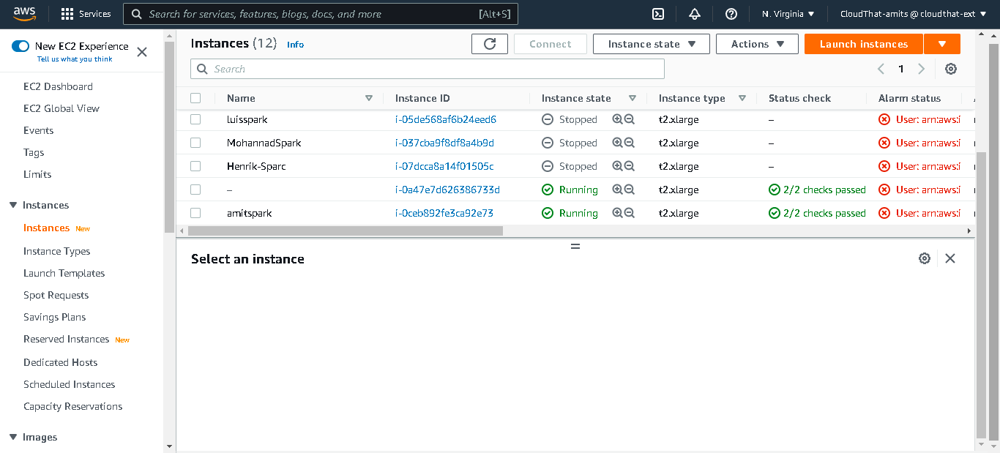 aws Services Search for services, features, blogs, docs, and more [Alt+S] N. Virginia CloudThat-amits @ cloudthat-ext
New EC2 Experience
Tell us what you think
EC2 Dashboard
EC2 Global View
Events
Tags
Limits
Instances
Instances New
Instance Types
Launch Templates
Spot Requests
Savings Plans
Reserved Instances New
Dedicated Hosts
Scheduled Instances
Capacity Reservations
Images
Instances (12) Info Connect Instance state Actions Launch instances
Search 1
Name Instance ID Instance state Instance type Status check Alarm status
luisspark i-05de568af6b24eed6 Stopped t2.xlarge – User: arn:aws:i
MohannadSpark i-037cba9f8df8a4b9d Stopped t2.xlarge – User: arn:aws:i
Henrik-Sparc i-07dcca8a14f01505c Stopped t2.xlarge – User: arn:aws:i
– i-0a47e7d626386733d Running t2.xlarge 2/2 checks passed User: arn:aws:i
amitspark i-0ceb892fe3ca92e73 Running t2.xlarge 2/2 checks passed User: arn:aws:i
Select an instance